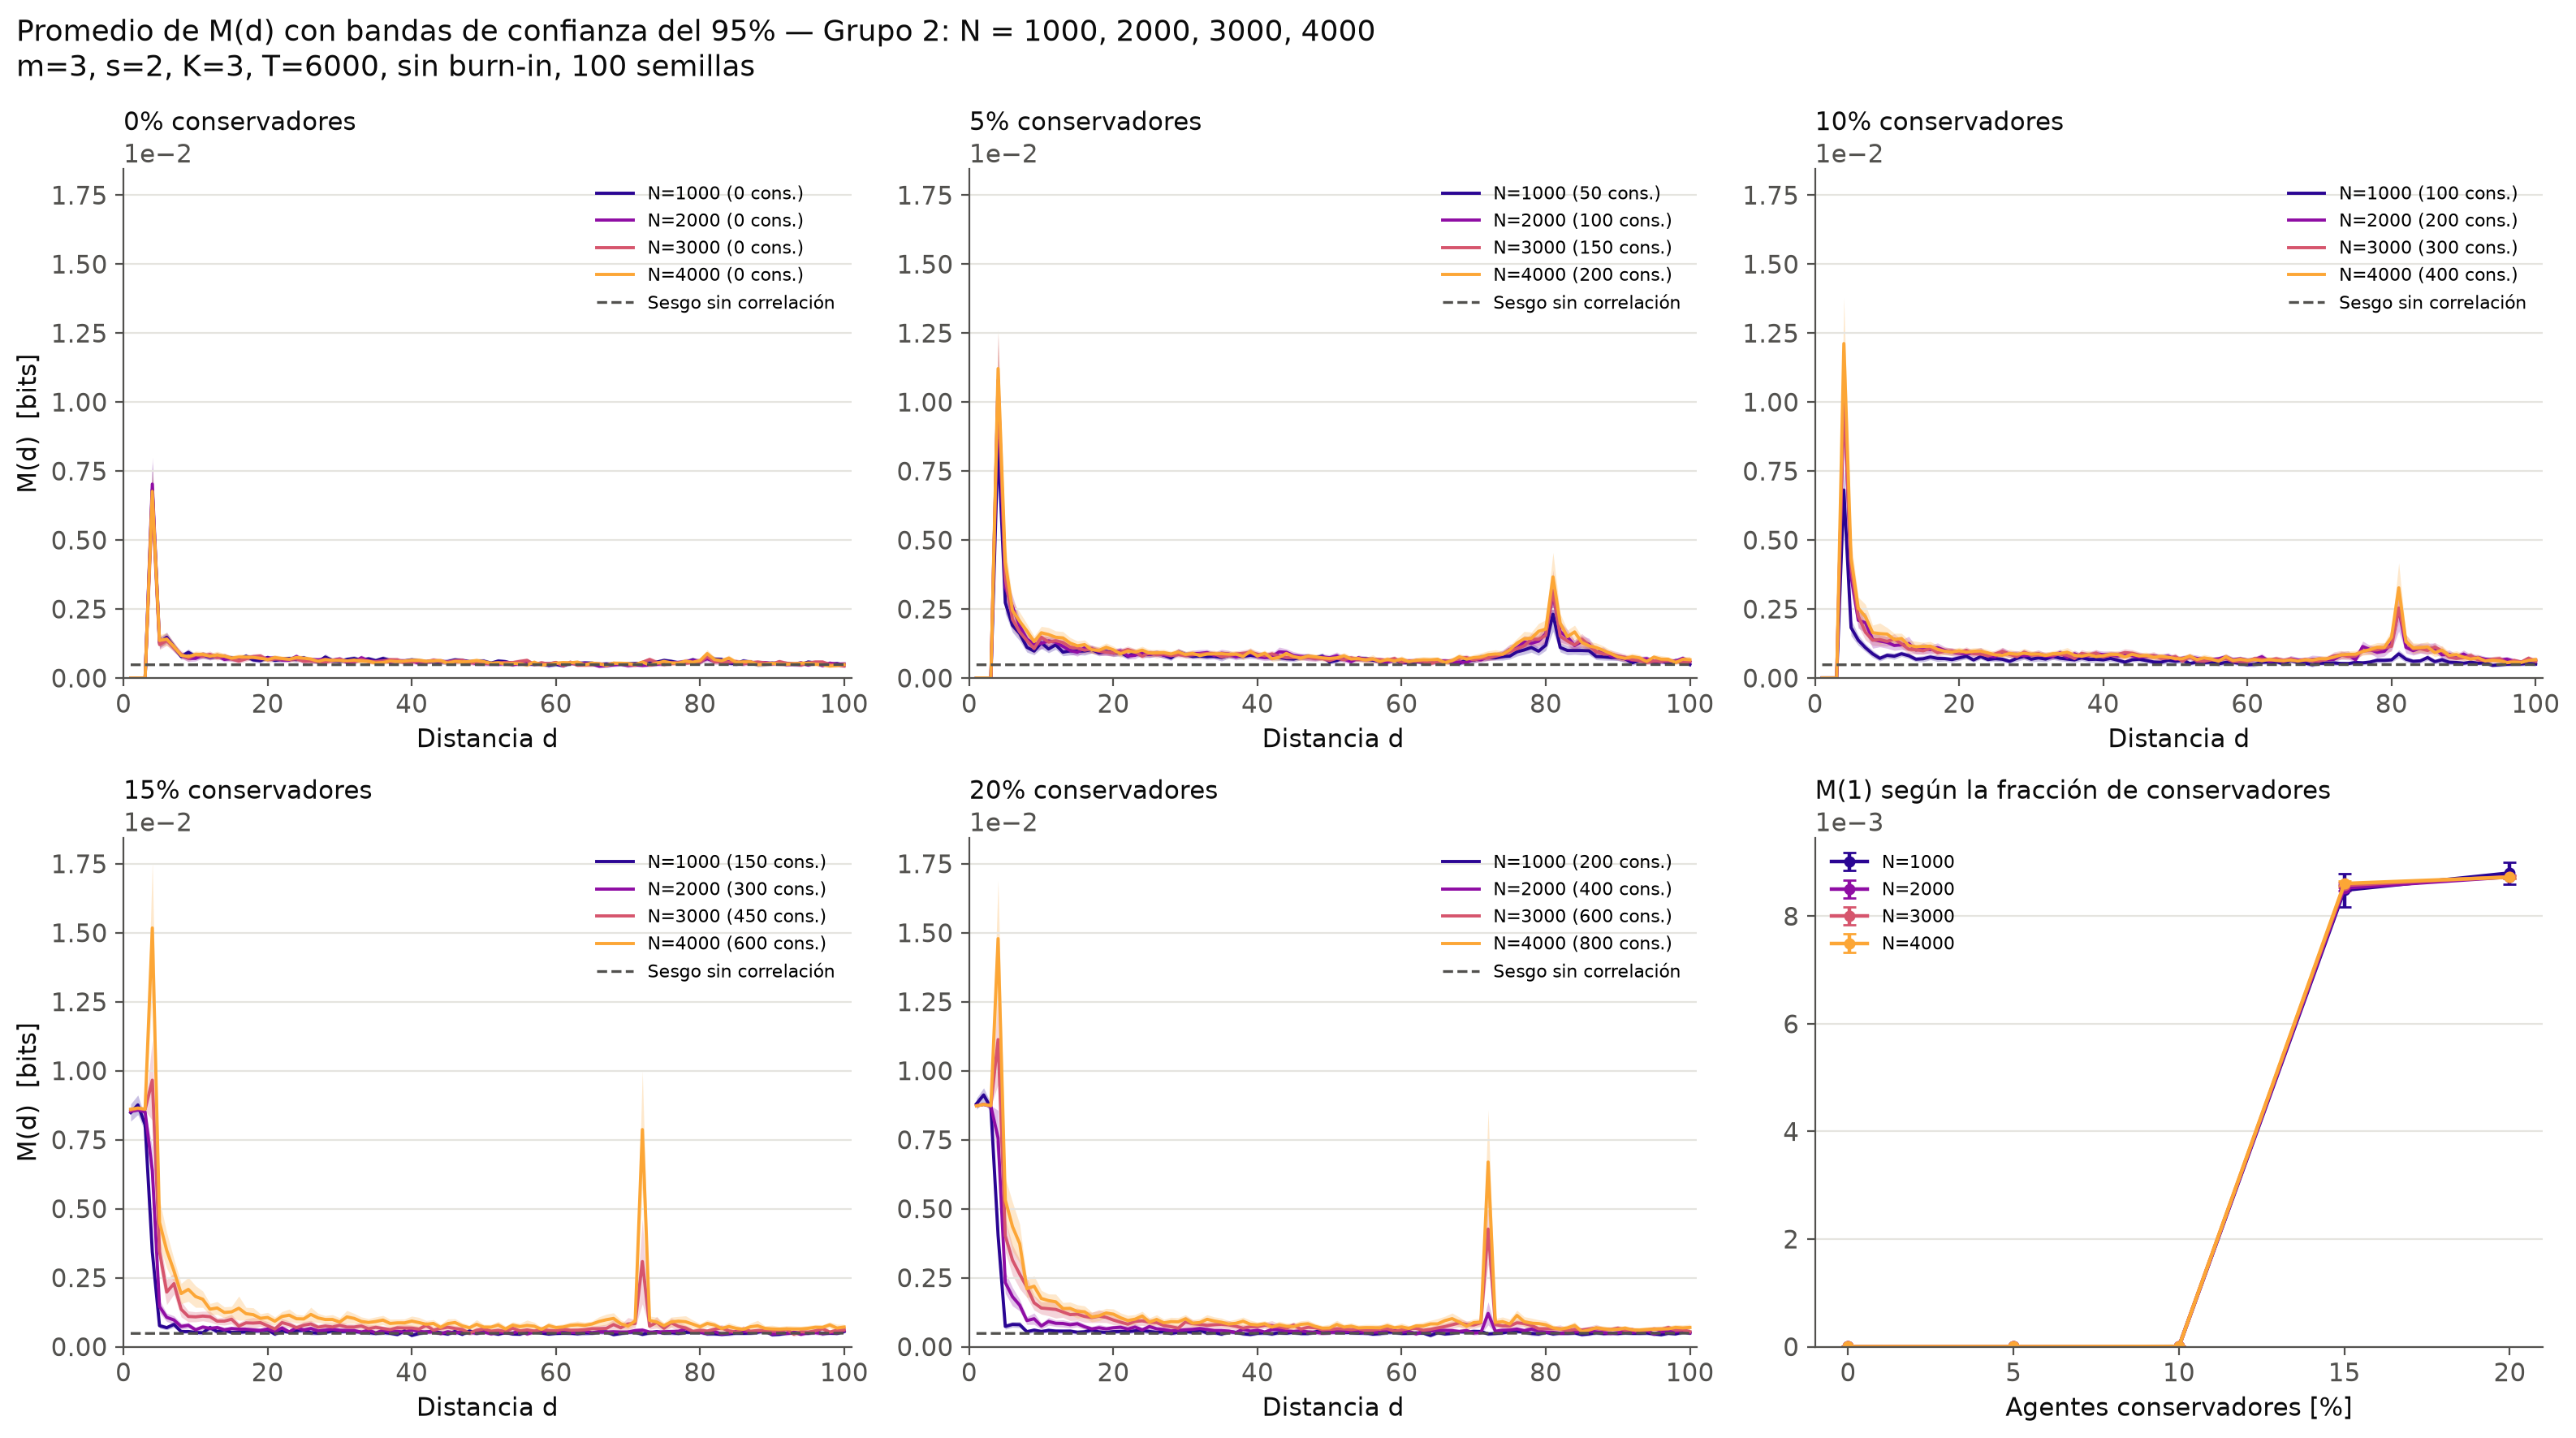 Promedio de M(d) con bandas de confianza del 95% — Grupo 2: N = 1000, 2000, 3000, 4000
m=3, s=2, K=3, T=6000, sin burn-in, 100 semillas
0% conservadores
1e−2
M(d) [bits]
1.75
1.50
1.25
1.00
0.75
0.50
0.25
0.00
0 20 40 60 80 100
Distancia d
N=1000 (0 cons.)
N=2000 (0 cons.)
N=3000 (0 cons.)
N=4000 (0 cons.)
Sesgo sin correlación
5% conservadores
1e−2
1.75
1.50
1.25
1.00
0.75
0.50
0.25
0.00
0 20 40 60 80 100
Distancia d
N=1000 (50 cons.)
N=2000 (100 cons.)
N=3000 (150 cons.)
N=4000 (200 cons.)
Sesgo sin correlación
10% conservadores
1e−2
1.75
1.50
1.25
1.00
0.75
0.50
0.25
0.00
0 20 40 60 80 100
Distancia d
N=1000 (100 cons.)
N=2000 (200 cons.)
N=3000 (300 cons.)
N=4000 (400 cons.)
Sesgo sin correlación
15% conservadores
1e−2
M(d) [bits]
1.75
1.50
1.25
1.00
0.75
0.50
0.25
0.00
0 20 40 60 80 100
Distancia d
N=1000 (150 cons.)
N=2000 (300 cons.)
N=3000 (450 cons.)
N=4000 (600 cons.)
Sesgo sin correlación
20% conservadores
1e−2
1.75
1.50
1.25
1.00
0.75
0.50
0.25
0.00
0 20 40 60 80 100
Distancia d
N=1000 (200 cons.)
N=2000 (400 cons.)
N=3000 (600 cons.)
N=4000 (800 cons.)
Sesgo sin correlación
M(1) según la fracción de conservadores
1e−3
8
6
4
2
0
0 5 10 15 20
Agentes conservadores [%]
N=1000
N=2000
N=3000
N=4000